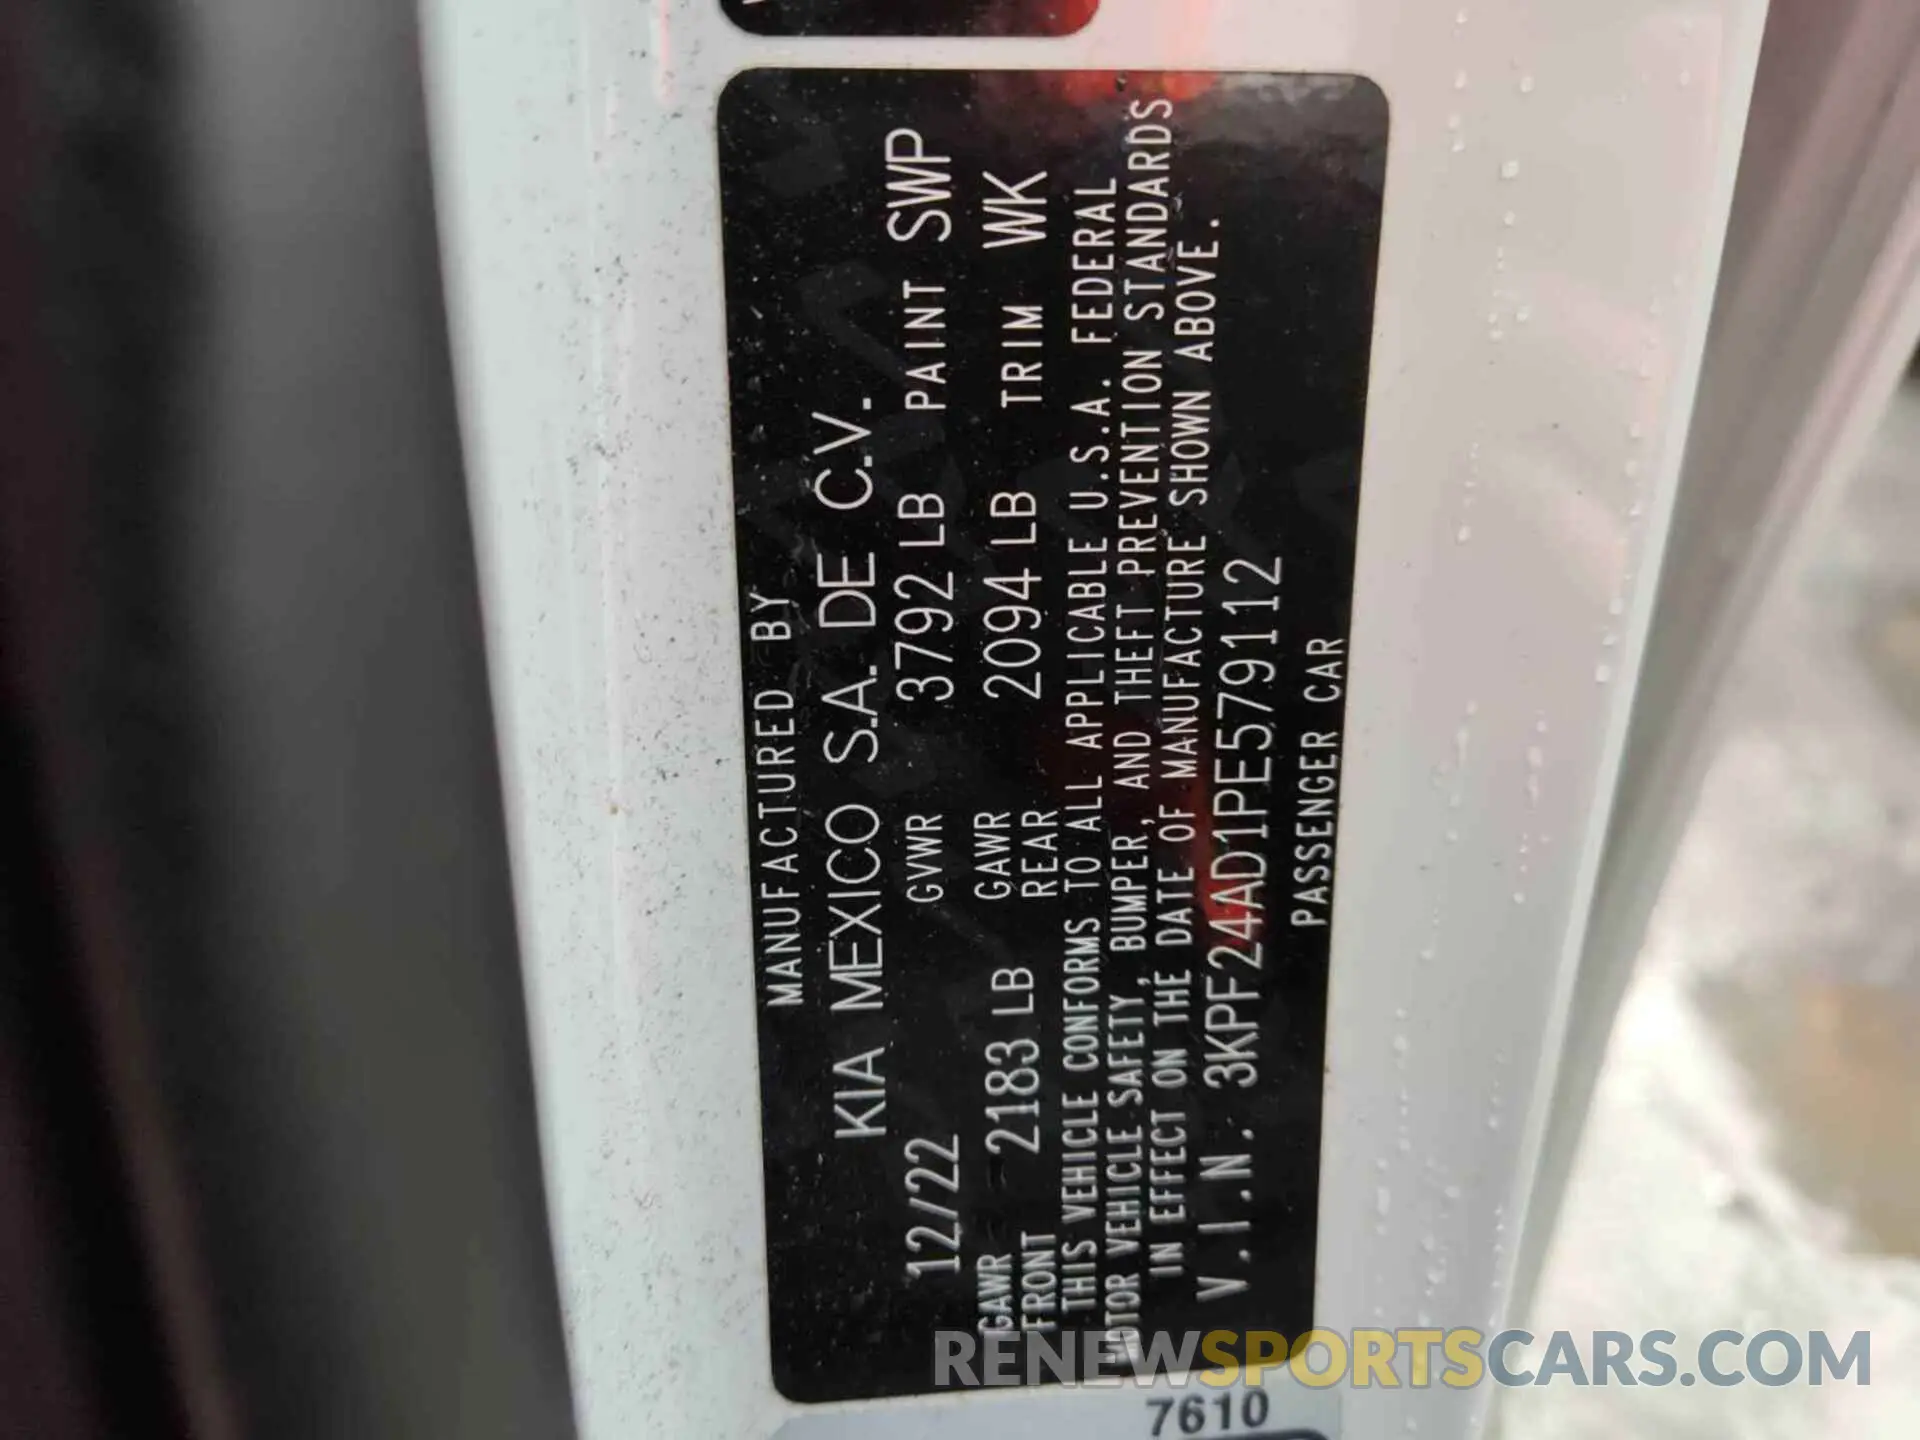 MANUFACTURED BY
KIA MEXICO S.A. DE C.V.
12/22 GVWR 3792 LB PAINT SWP
GAWR FRONT 2183 LB GAWR REAR 2094 LB TRIM WK
THIS VEHICLE CONFORMS TO ALL APPLICABLE U.S.A. FEDERAL
MOTOR VEHICLE SAFETY, BUMPER, AND THEFT PREVENTION STANDARDS
IN EFFECT ON THE DATE OF MANUFACTURE SHOWN ABOVE.
V.I.N. 3KPF24AD1PE579112
PASSENGER CAR
RENEWSPORTSCARS.COM
7610